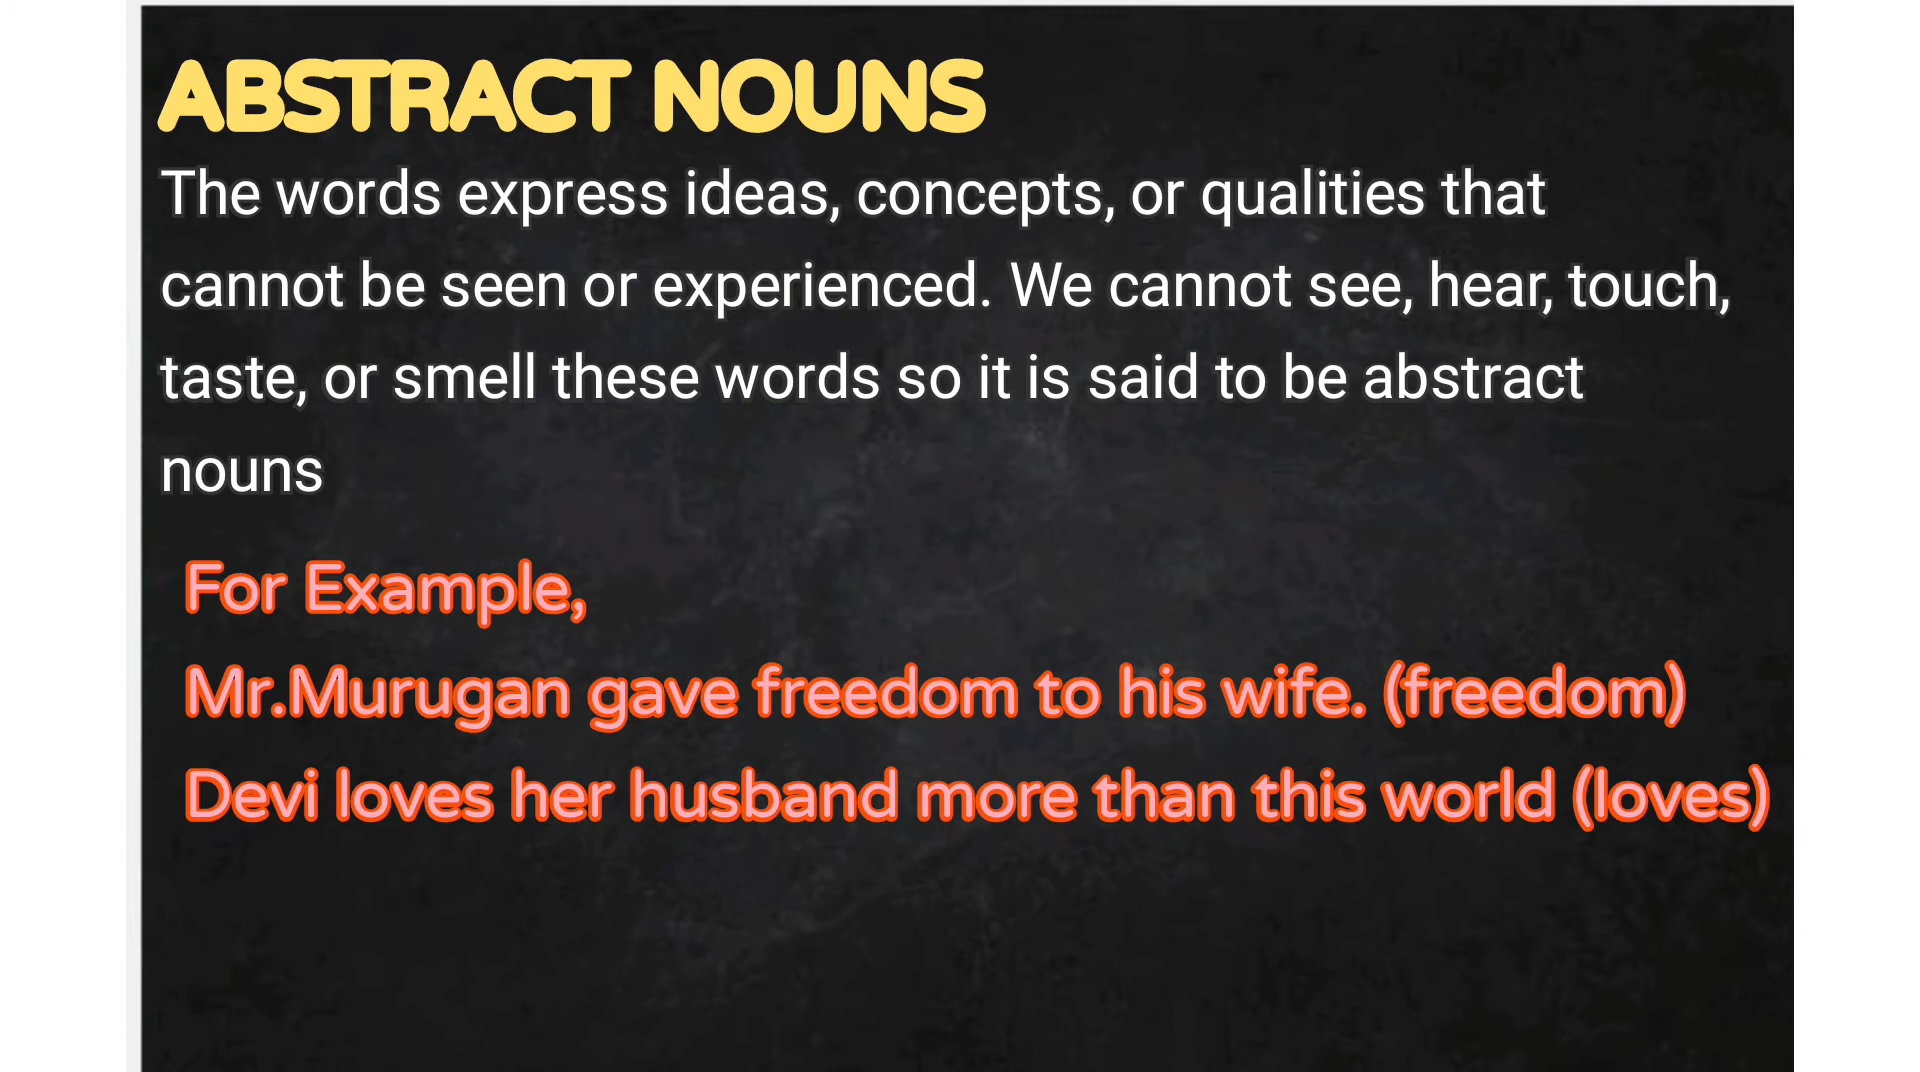 ABSTRACT NOUNS
The words express ideas, concepts, or qualities that
cannot be seen or experienced. We cannot see, hear, touch,
taste, or smell these words so it is said to be abstract
nouns
For Example,
Mr.Murugan gave freedom to his wife. (freedom)
Devi loves her husband more than this world (loves)